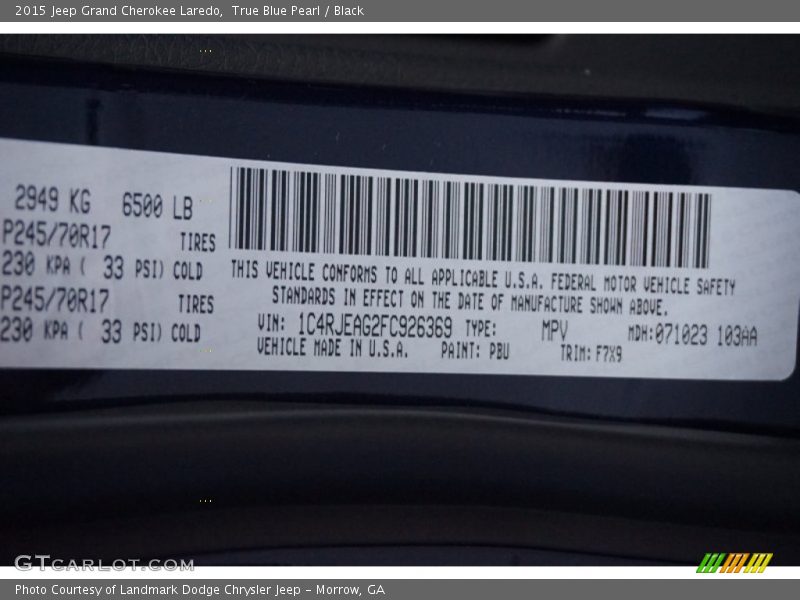 2015 Jeep Grand Cherokee Laredo, True Blue Pearl / Black
2949 KG 6500 LB
P245/70R17 TIRES
230 KPA ( 33 PSI) COLD
P245/70R17 TIRES
230 KPA ( 33 PSI) COLD
THIS VEHICLE CONFORMS TO ALL APPLICABLE U.S.A. FEDERAL MOTOR VEHICLE SAFETY
STANDARDS IN EFFECT ON THE DATE OF MANUFACTURE SHOWN ABOVE.
VIN: 1C4RJEAG2FC926369 TYPE: MPV MDH:071023 103AA
VEHICLE MADE IN U.S.A. PAINT: PBU TRIM: F7X9
GTCARLOT.COM
Photo Courtesy of Landmark Dodge Chrysler Jeep – Morrow, GA